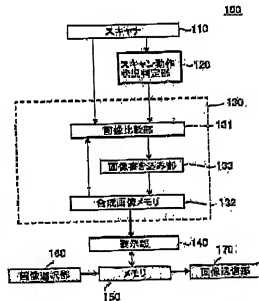 100
スキャナ
110
スキャン動作
状況判定部
120
130
画像比較部
131
画像書き込み部
133
合成画像メモリ
132
表示部
140
160
画像選択部
メモリ
150
170
画像送信部